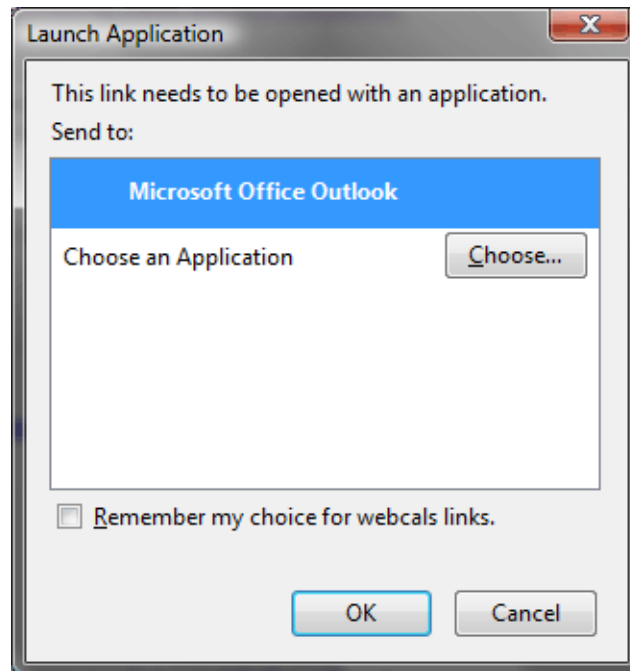 Launch Application
This link needs to be opened with an application.
Send to:
Microsoft Office Outlook
Choose an Application
Choose...
Remember my choice for webcals links.
OK
Cancel